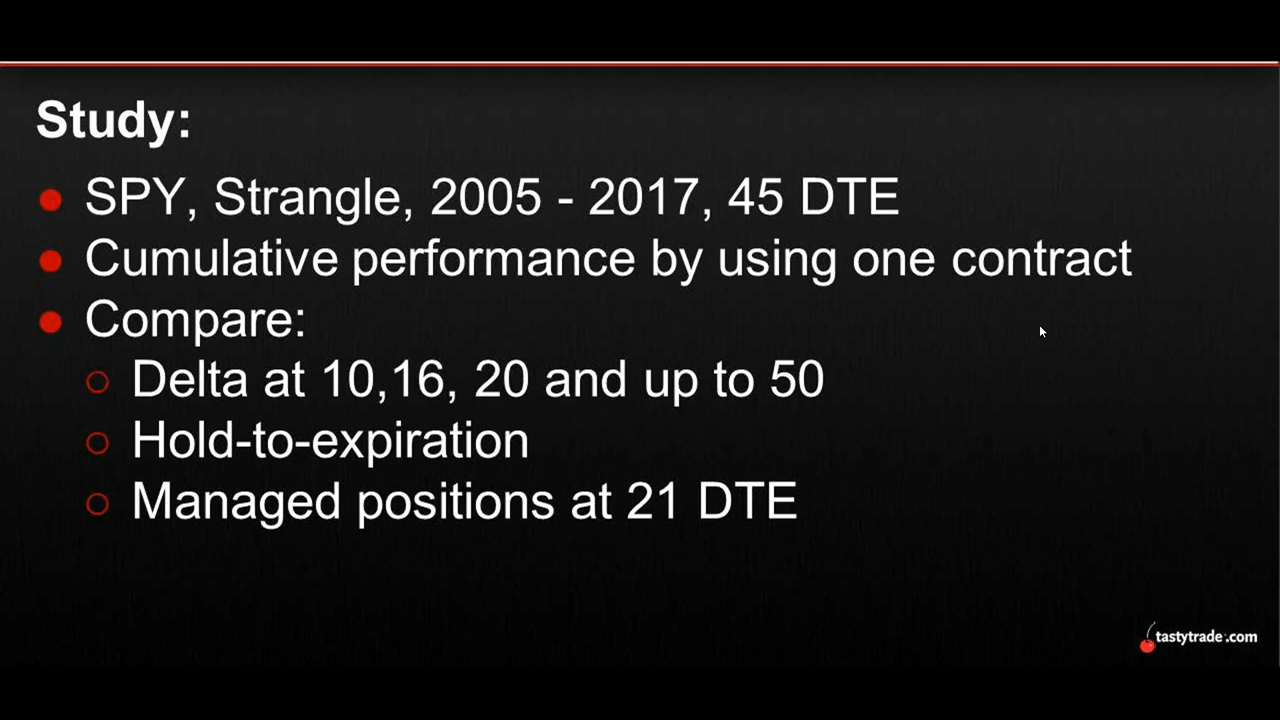 Study:
SPY, Strangle, 2005 - 2017, 45 DTE
Cumulative performance by using one contract
Compare:
Delta at 10,16, 20 and up to 50
Hold-to-expiration
Managed positions at 21 DTE
tastytrade.com